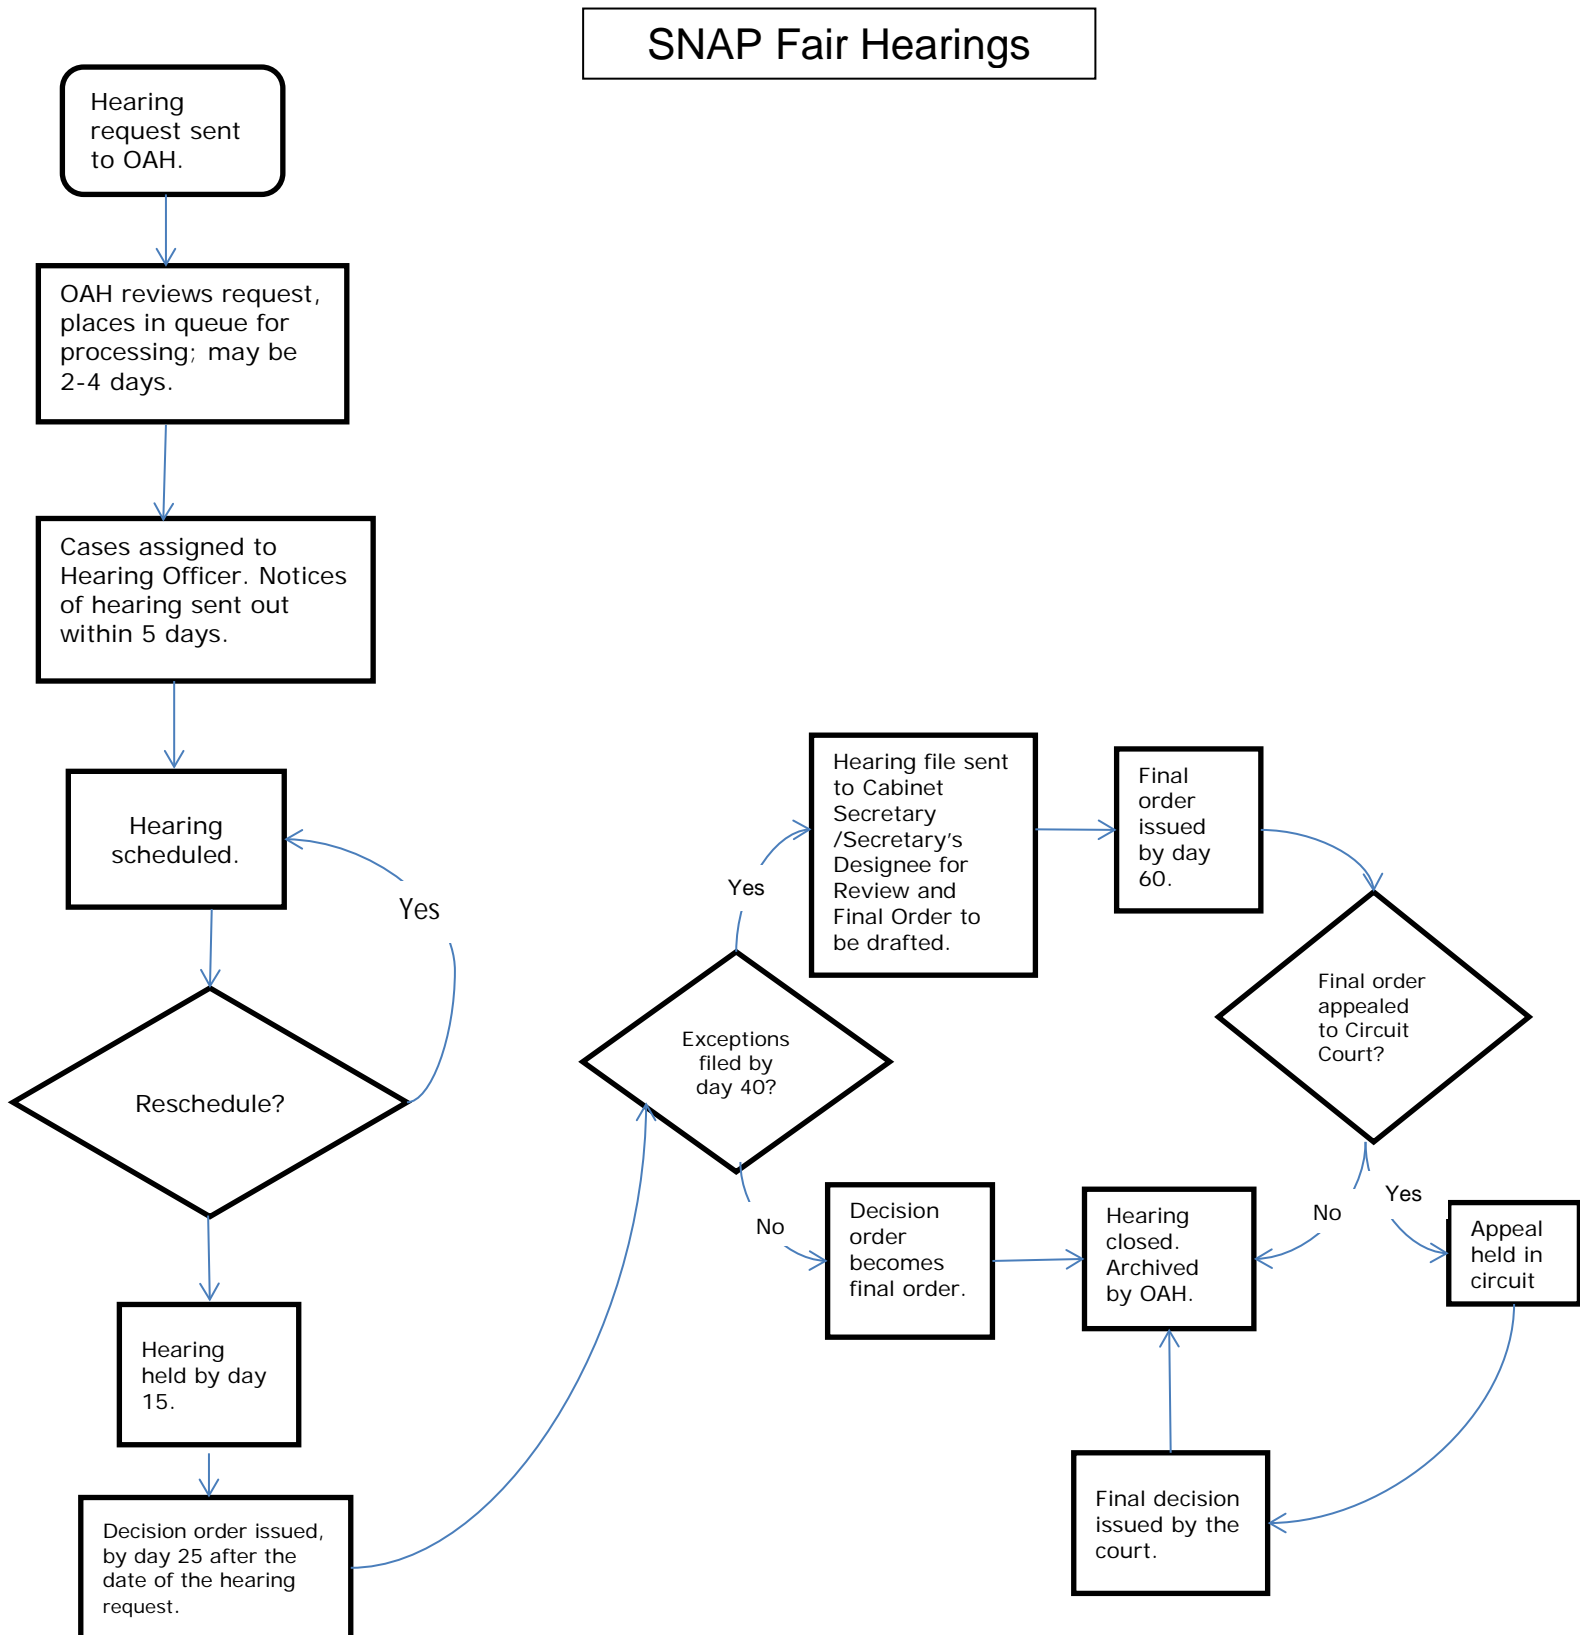 SNAP Fair Hearings
Hearing
request sent
to OAH.
OAH reviews request,
places in queue for
processing; may be
2-4 days.
Cases assigned to
Hearing Officer. Notices
of hearing sent out
within 5 days.
Hearing
scheduled.
Yes
Reschedule?
Hearing
held by day
15.
Decision order issued,
by day 25 after the
date of the hearing
request.
Exceptions
filed by
day 40?
Yes
Hearing file sent
to Cabinet
Secretary
/Secretary's
Designee for
Review and
Final Order to
be drafted.
Final
order
issued
by day
60.
Final order
appealed
to Circuit
Court?
No
Decision
order
becomes
final order.
Hearing
closed.
Archived
by OAH.
No
Yes
Appeal
held in
circuit
Final decision
issued by the
court.